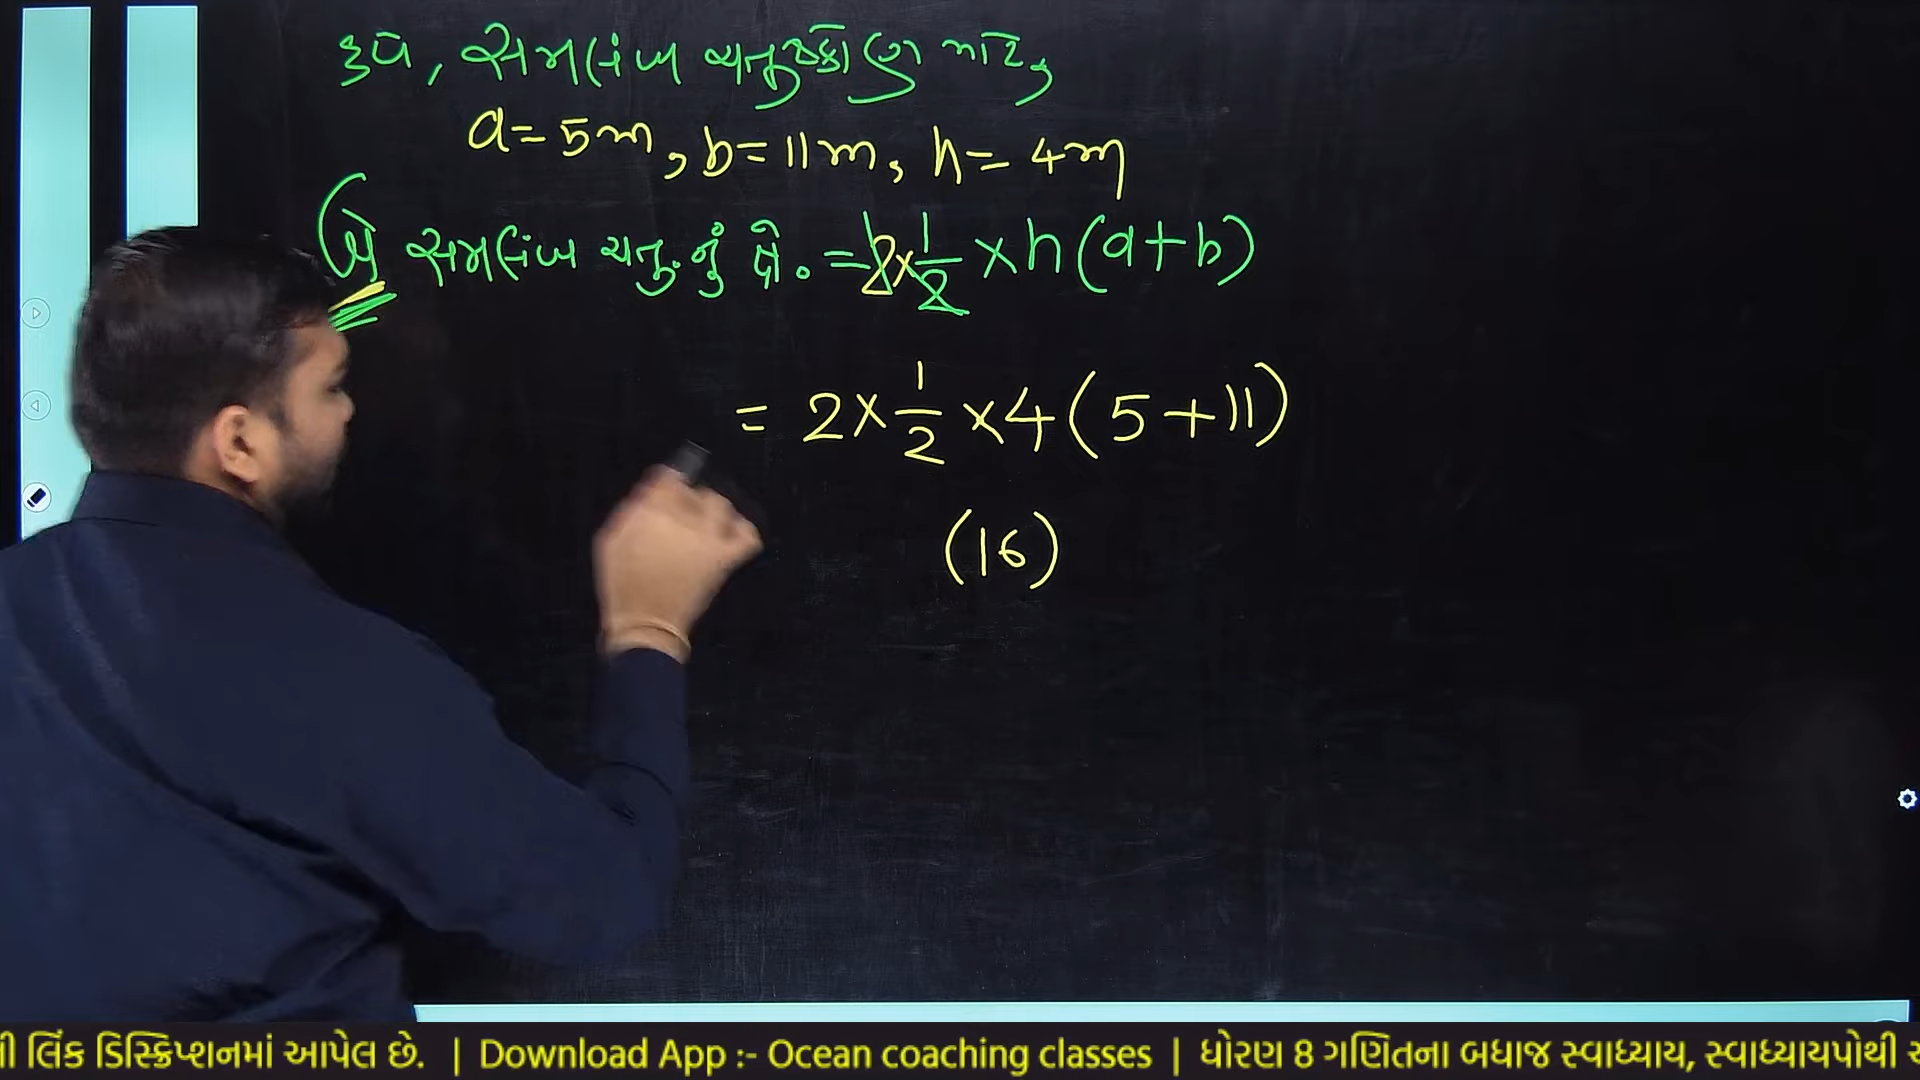 હવે, સમલંબ ચતુષ્કોણ માટે,
a = 5m, b = 11m, h = 4m
બે સમલંબ ચતુ. નું ક્ષે. = 2 × 1/2 × h (a + b)
= 2 × 1/2 × 4 (5 + 11)
(16)
ની લિંક ડિસ્ક્રિપ્શનમાં આપેલ છે. | Download App :- Ocean coaching classes | ધોરણ 8 ગણિતના બધાજ સ્વાધ્યાય, સ્વાધ્યાયપોથી